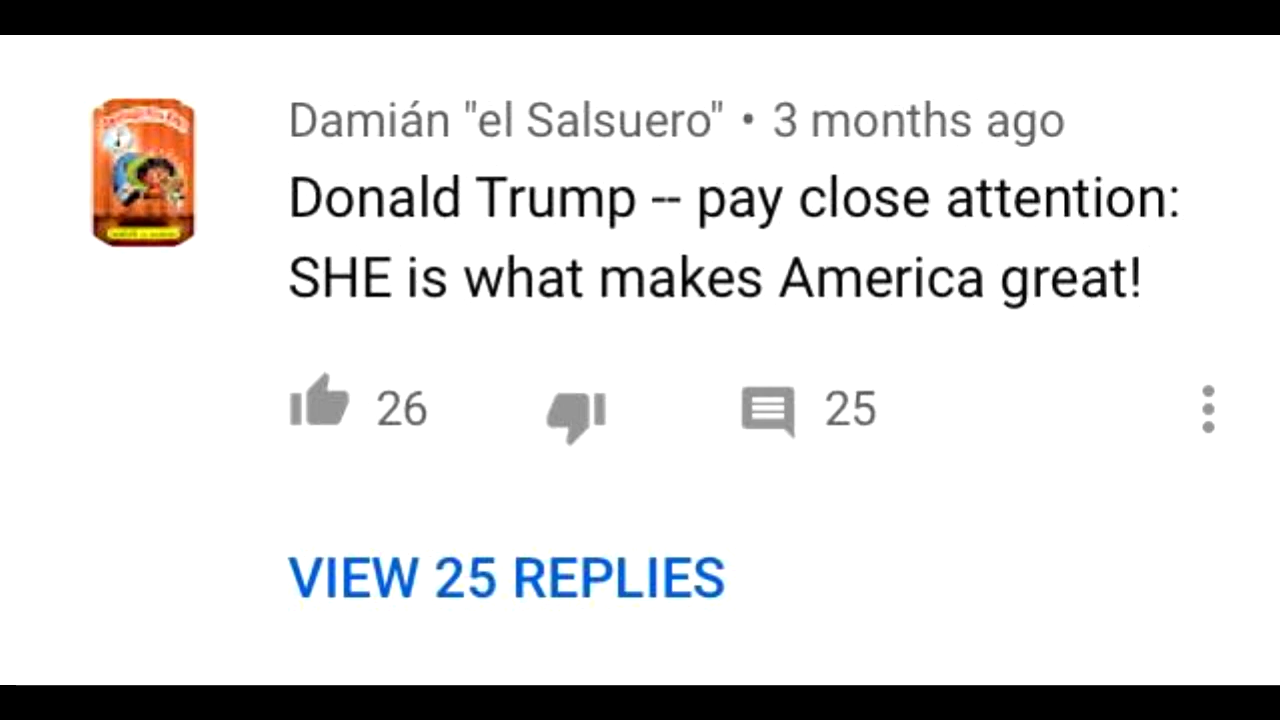 Damián "el Salsuero" • 3 months ago
Donald Trump -- pay close attention:
SHE is what makes America great!
26 25
VIEW 25 REPLIES